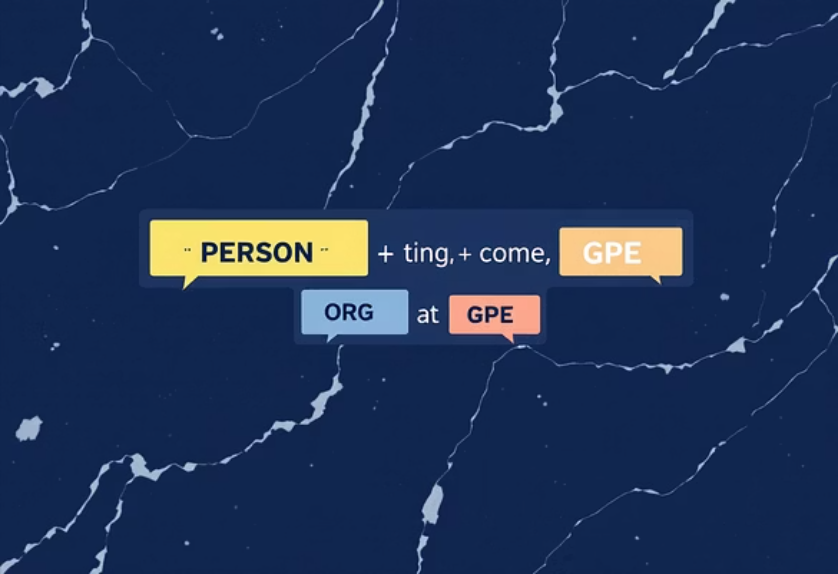 PERSON + ting, + come, GPE
ORG at GPE